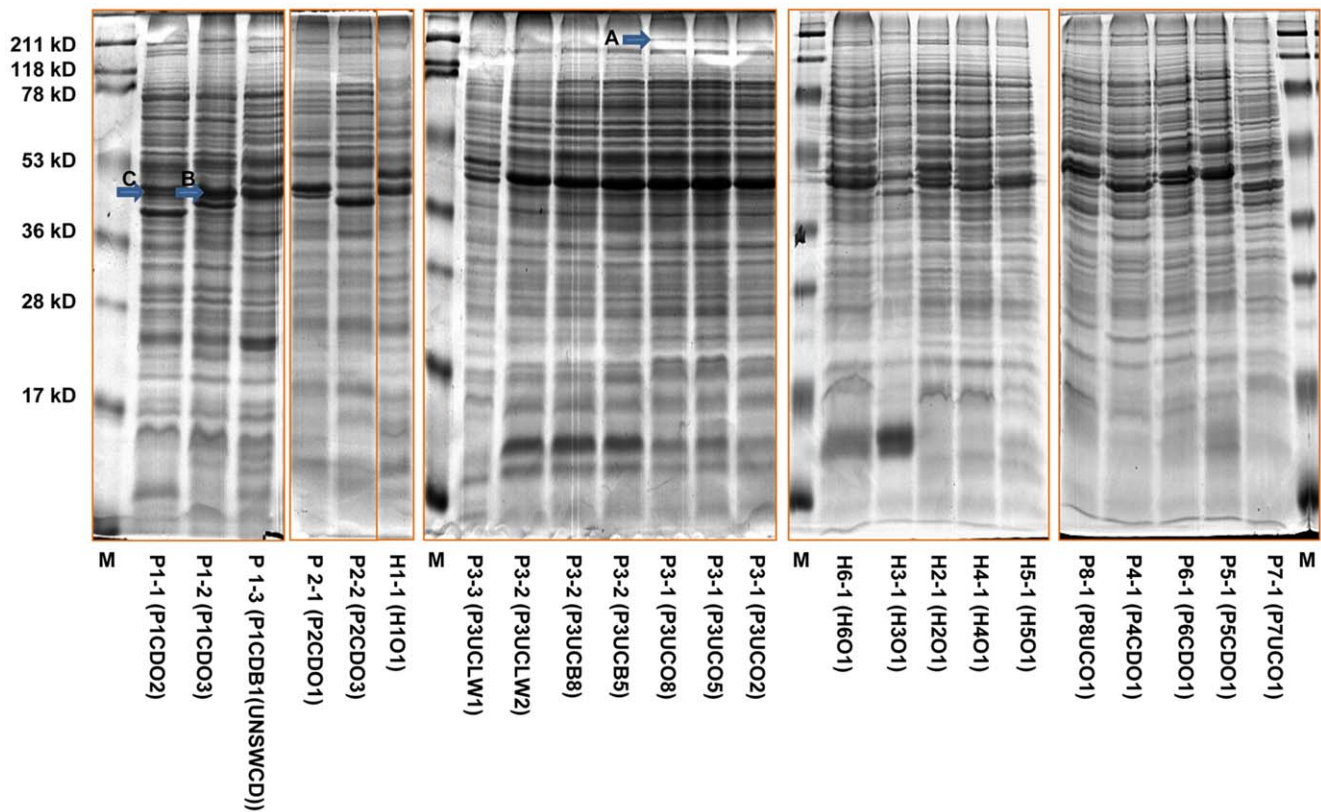 211 kD
118 kD
78 kD
53 kD
36 kD
28 kD
17 kD
A
C
B
M
P1-1 (P1CDO2)
P1-2 (P1CDO3)
P 1-3 (P1CDB1(UNSWCD))
P 2-1 (P2CDO1)
P2-2 (P2CDO3)
H1-1 (H1O1)
M
P3-3 (P3UCLW1)
P3-2 (P3UCLW2)
P3-2 (P3UCB8)
P3-2 (P3UCB5)
P3-1 (P3UCO8)
P3-1 (P3UCO5)
P3-1 (P3UCO2)
M
H6-1 (H6O1)
H3-1 (H3O1)
H2-1 (H2O1)
H4-1 (H4O1)
H5-1 (H5O1)
P8-1 (P8UCO1)
P4-1 (P4CDO1)
P6-1 (P6CDO1)
P5-1 (P5CDO1)
P7-1 (P7UCO1)
M